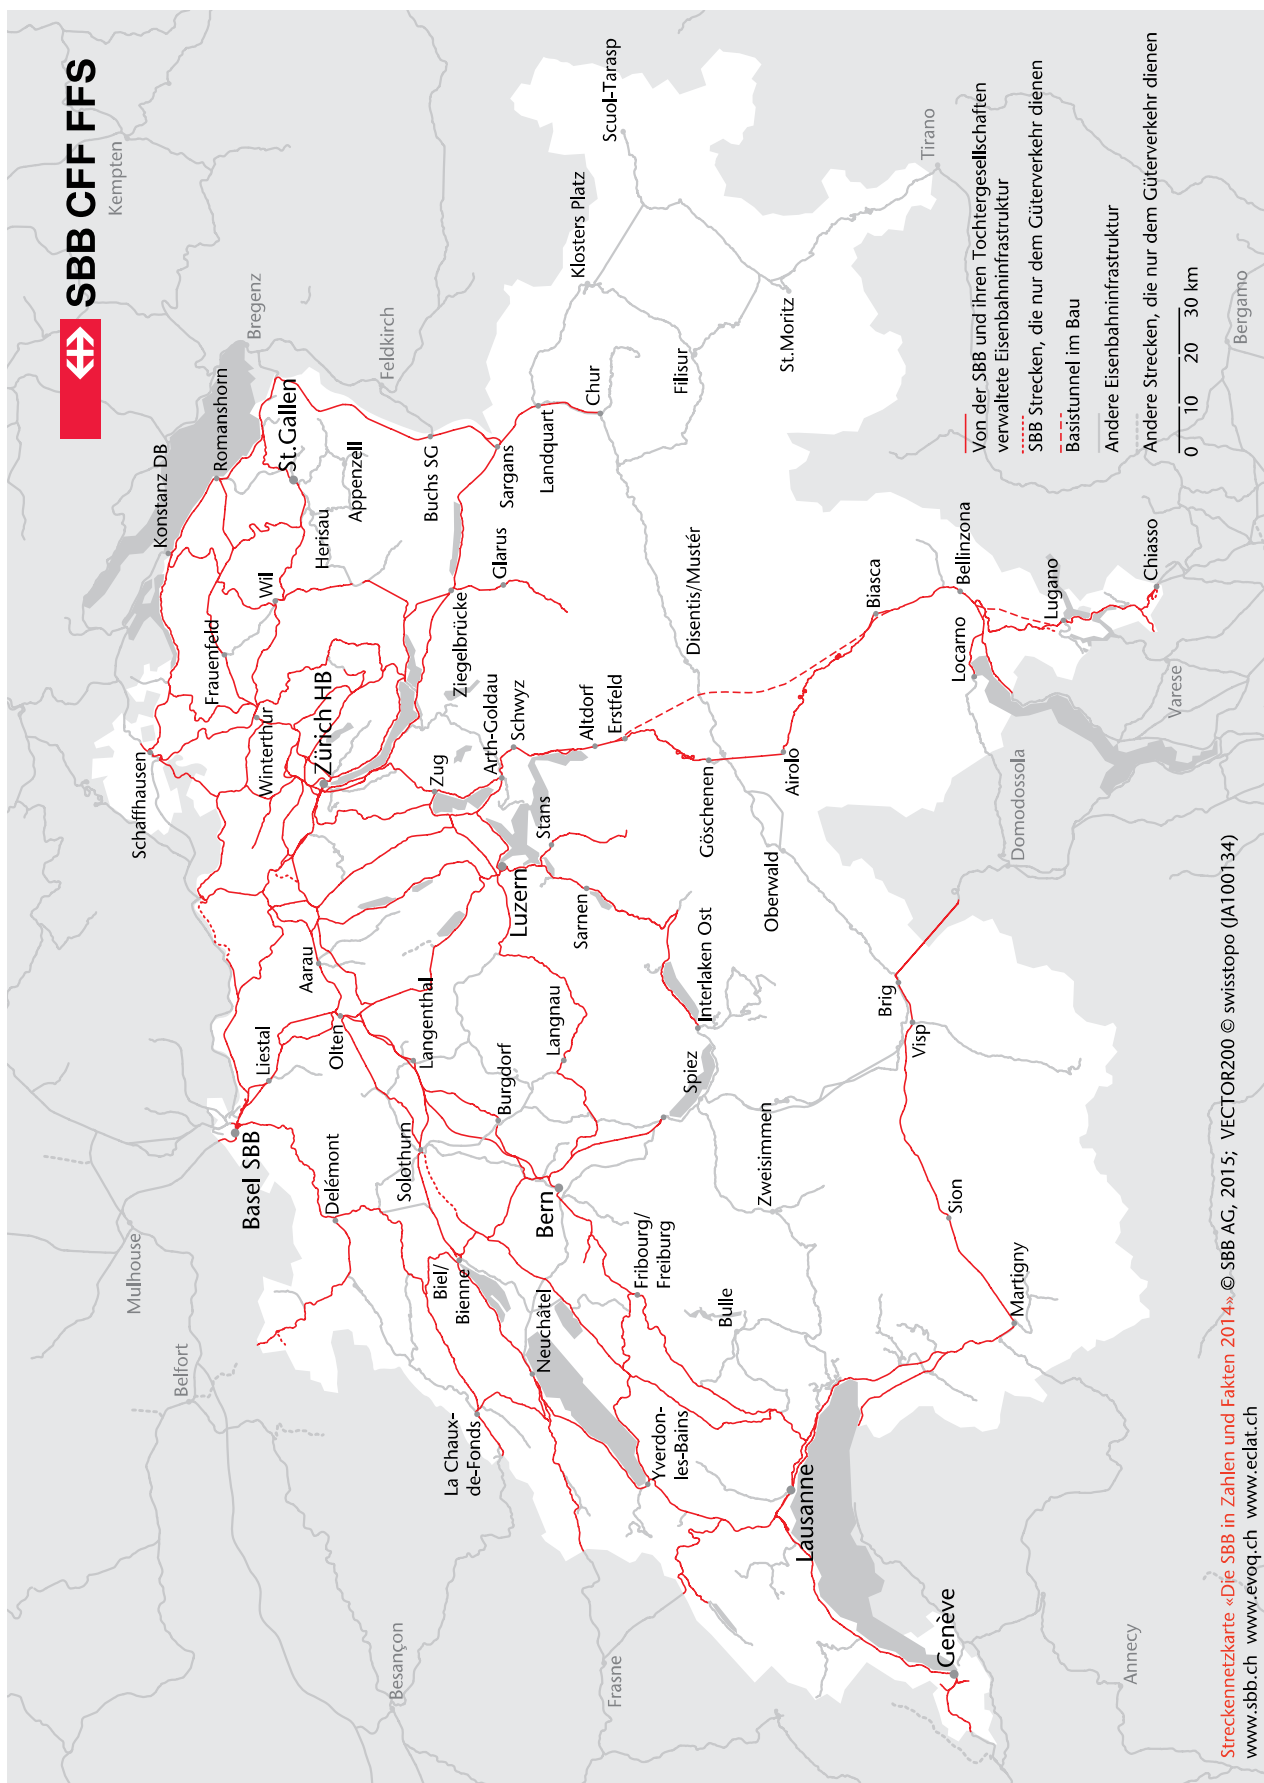 SBB CFF FFS
Kempten
Bregenz
Feldkirch
Konstanz DB
Romanshorn
Schaffhausen
Frauenfeld
Wil
St.Gallen
Herisau
Appenzell
Winterthur
Zürich HB
Buchs SG
Sargans
Landquart
Chur
Klosters Platz
Scuol-Tarasp
Filisur
St.Moritz
Tirano
Ziegelbrücke
Glarus
Mulhouse
Belfort
Basel SBB
Liestal
Delémont
Olten
Aarau
Zug
Arth-Goldau
Schwyz
Altdorf
Erstfeld
Disentis/Mustér
Luzern
Stans
Sarnen
Langenthal
Solothurn
Burgdorf
Langnau
Biel/
Bienne
Bern
Neuchâtel
La Chaux-
de-Fonds
Besançon
Frasne
Yverdon-
les-Bains
Fribourg/
Freiburg
Bulle
Spiez
Interlaken Ost
Zweisimmen
Göschenen
Airolo
Oberwald
Biasca
Bellinzona
Locarno
Lugano
Chiasso
Varese
Bergamo
Domodossola
Brig
Visp
Sion
Martigny
Lausanne
Genève
Annecy
Von der SBB und ihren Tochtergesellschaften
verwaltete Eisenbahninfrastruktur
SBB Strecken, die nur dem Güterverkehr dienen
Basistunnel im Bau
Andere Eisenbahninfrastruktur
Andere Strecken, die nur dem Güterverkehr dienen
0 10 20 30 km
Streckennetzkarte «Die SBB in Zahlen und Fakten 2014» © SBB AG, 2015; VECTOR200 © swisstopo (JA100134)
www.sbb.ch www.evoq.ch www.eclat.ch